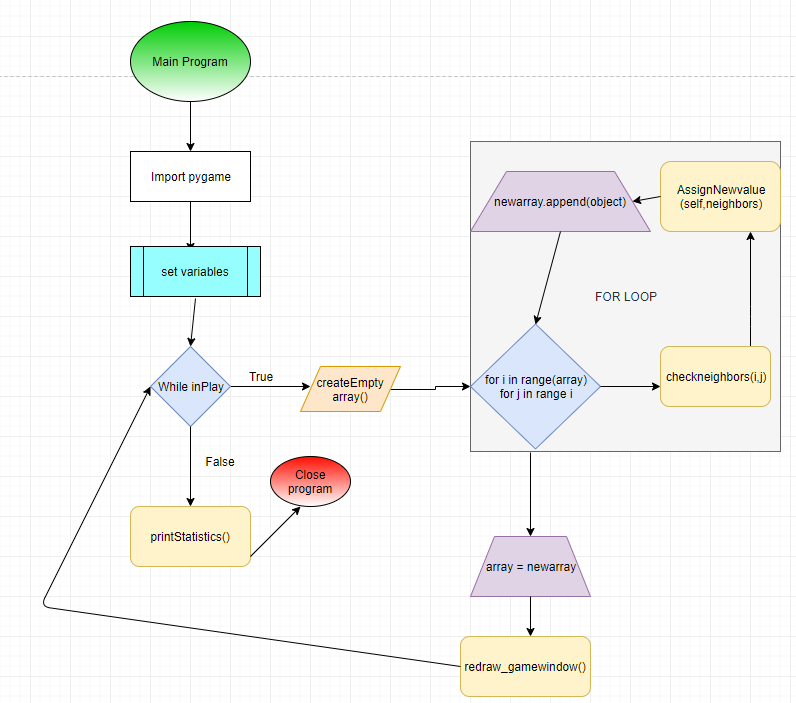 Main Program
Import pygame
set variables
While inPlay
True
False
printStatistics()
Close
program
createEmpty
array()
for i in range(array)
for j in range i
checkneighbors(i,j)
AssignNewvalue
(self,neighbors)
newarray.append(object)
FOR LOOP
array = newarray
redraw_gamewindow()